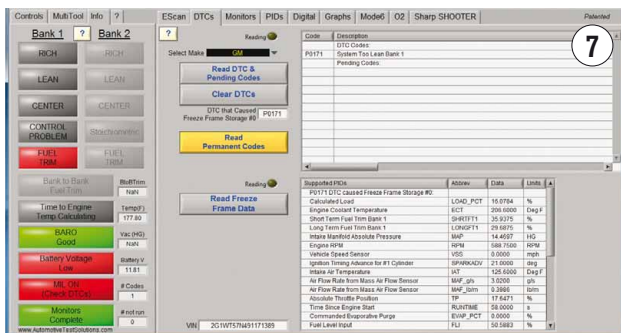 Controls MultiTool Info ?
EScan DTCs Monitors PIDs Digital Graphs Mode6 O2 Sharp SHOOTER Patented
7
Bank 1 ? Bank 2
RICH RICH
LEAN LEAN
CENTER CENTER
CONTROL PROBLEM Stoichiometric
FUEL TRIM FUEL TRIM
Bank to Bank Fuel Trim BtoBTrim NaN
Time to Engine Temp Calculating Temp(F) 177.80
BARO Good Vac (HG) NaN
Battery Voltage Low Battery V 11.81
MIL ON (Check DTCs) # Codes 1
Monitors Complete # not run 0
www.AutomotiveTestSolutions.com
? Reading
Select Make GM
Read DTC & Pending Codes
Clear DTCs
DTC that Caused Freeze Frame Storage #0 P0171
Read Permanent Codes
Reading
Read Freeze Frame Data
VIN 2G1WT57N491171389
Code Description
DTC Codes:
P0171 System Too Lean Bank 1
Pending Codes:
Supported PIDs Abbrev Data Units
P0171 DTC caused Freeze Frame Storage #0:
Calculated Load LOAD_PCT 16.0784 %
Engine Coolant Temperature ECT 206.6000 Deg F
Short Term Fuel Trim Bank 1 SHRTFT1 35.9375 %
Long Term Fuel Trim Bank 1 LONGFT1 29.6875 %
Intake Manifold Absolute Pressure MAP 14.4697 HG
Engine RPM RPM 588.7500 RPM
Vehicle Speed Sensor VSS 0.0000 mph
Ignition Timing Advance for #1 Cylinder SPARKADV 21.0000 deg
Intake Air Temperature IAT 125.6000 Deg F
Air Flow Rate from Mass Air Flow Sensor MAF_g/s 3.0200 g/s
Air Flow Rate from Mass Air Flow Sensor MAF_lb/m 0.3986 lb/m
Absolute Throttle Position TP 17.6471 %
Time Since Engine Start RUNTIME 58.0000 s
Commanded Evaporative Purge EVAP_PCT 0.0000 %
Fuel Level Input FLI 50.5883 %